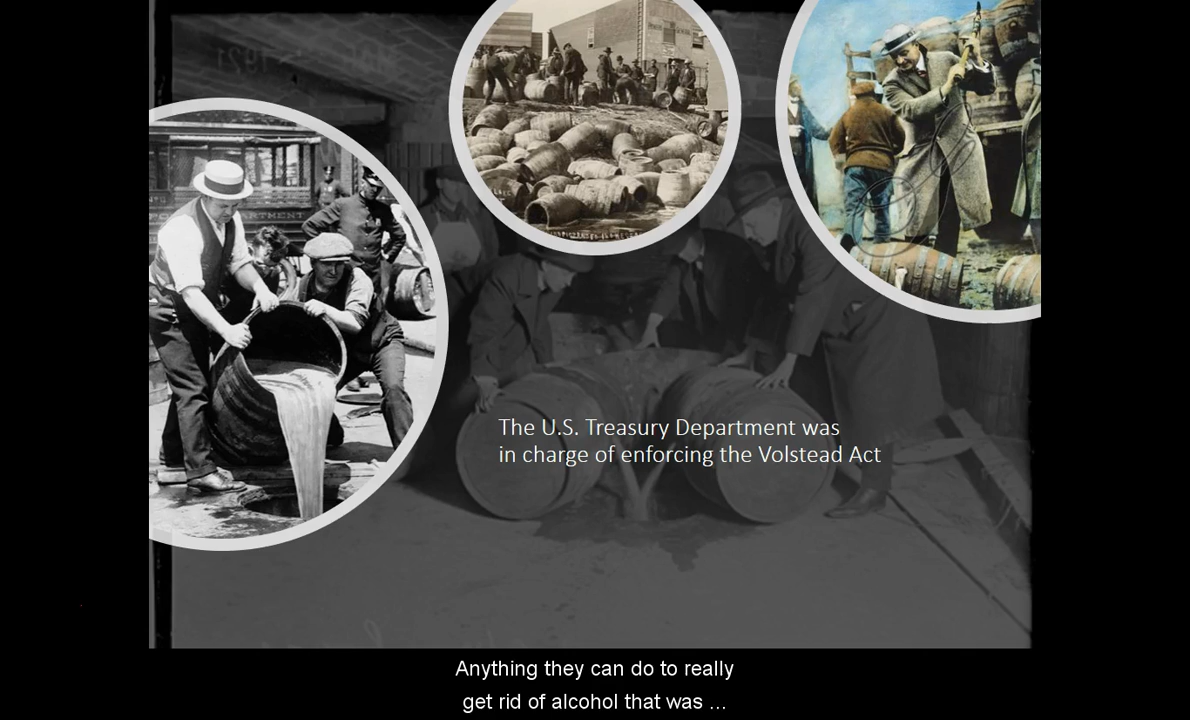 ARTMENT
The U.S. Treasury Department was
in charge of enforcing the Volstead Act
Anything they can do to really
get rid of alcohol that was ...